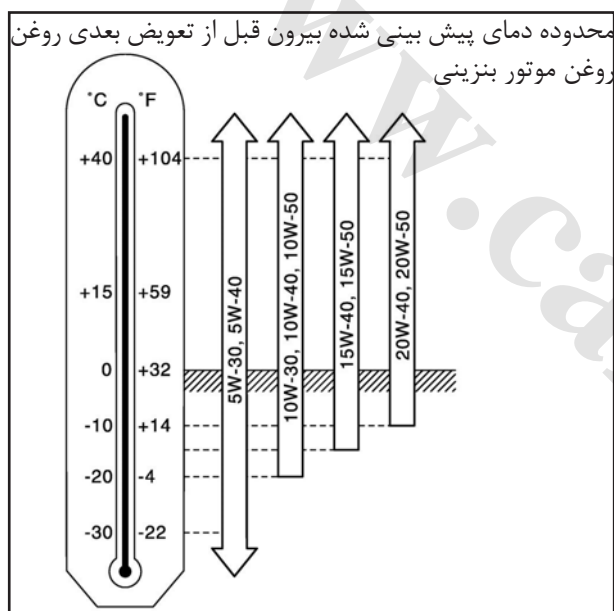 محدوده دمای پیش بینی شده بیرون قبل از تعویض بعدی روغن
روغن موتور بنزینی
°C °F
+40 +104
+15 +59
0 +32
-10 +14
-20 -4
-30 -22
5W-30, 5W-40
10W-30, 10W-40, 10W-50
15W-40, 15W-50
20W-40, 20W-50